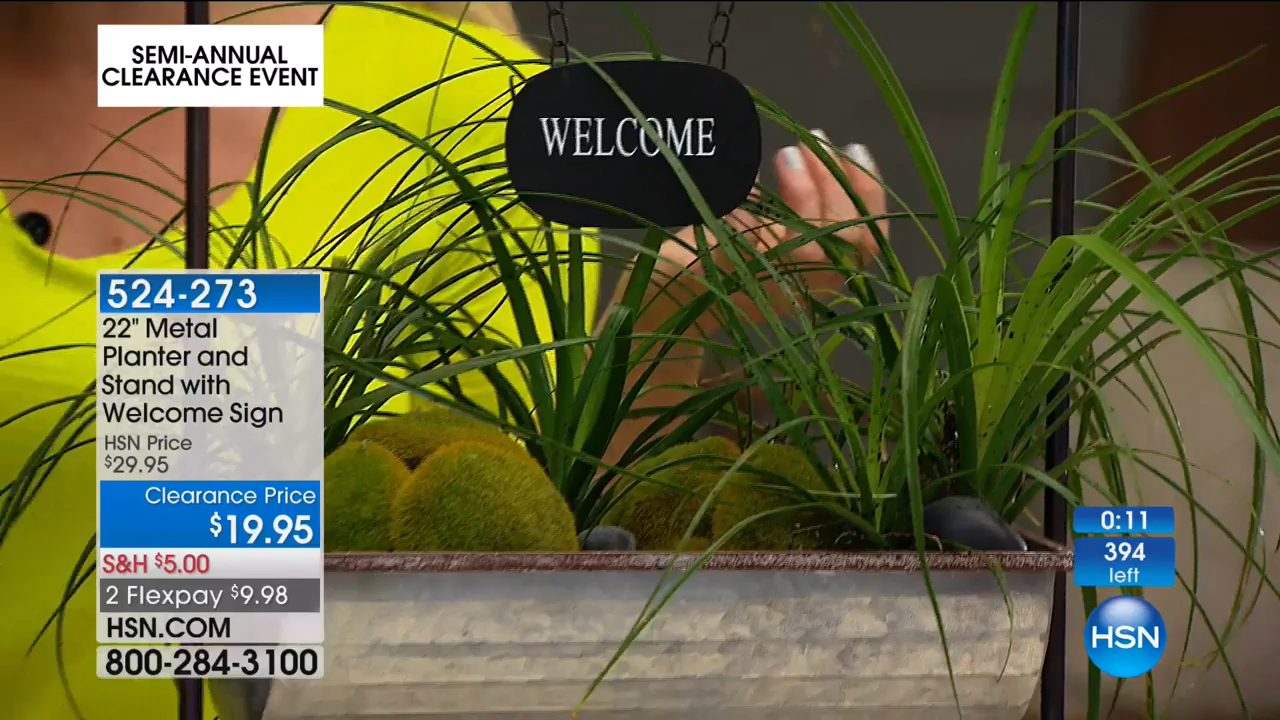 SEMI-ANNUAL
CLEARANCE EVENT
WELCOME
524-273
22" Metal
Planter and
Stand with
Welcome Sign
HSN Price
$29.95
Clearance Price
$19.95
S&H $5.00
2 Flexpay $9.98
HSN.COM
800-284-3100
0:11
394
left
HSN